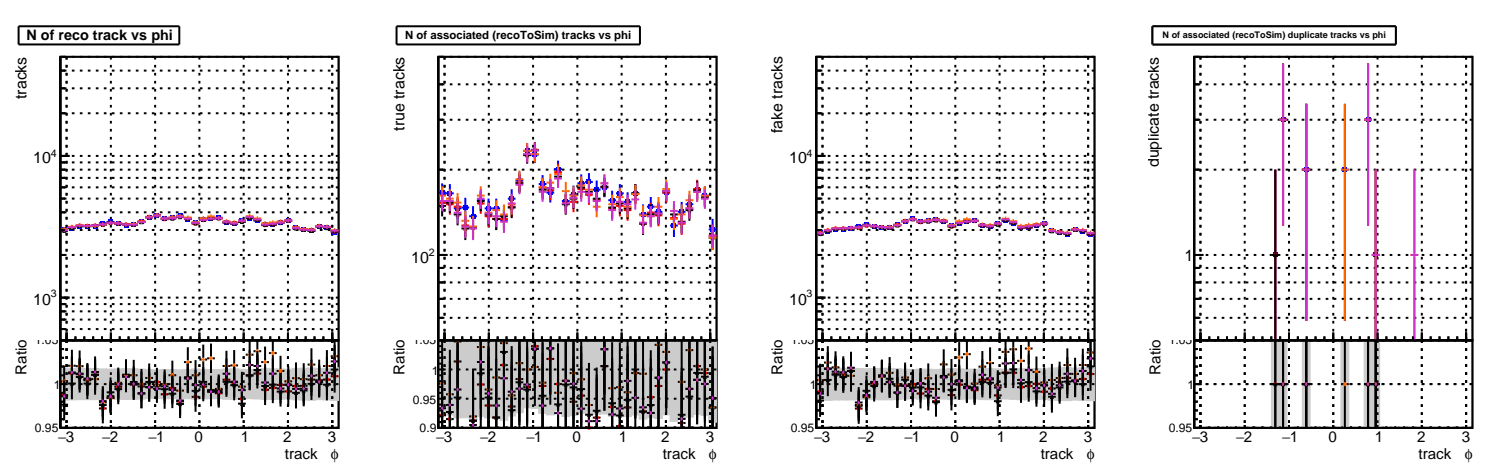 N of reco track vs phi
tracks
10⁴
10³
Ratio
1
0.95
−3 −2 −1 0 1 2 3
track ϕ
N of associated (recoToSim) tracks vs phi
true tracks
10²
Ratio
1
0.95
0.9
−3 −2 −1 0 1 2 3
track ϕ
fake tracks
10⁴
10³
Ratio
1
0.95
−3 −2 −1 0 1 2 3
track ϕ
N of associated (recoToSim) duplicate tracks vs phi
duplicate tracks
1
Ratio
1
0.95
−3 −2 −1 0 1 2 3
track ϕ